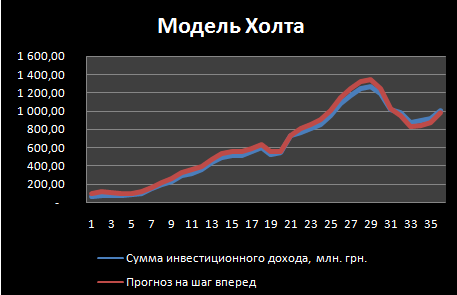 Модель Холта
1 600,00
1 400,00
1 200,00
1 000,00
800,00
600,00
400,00
200,00
-
1 3 5 7 9 11 13 15 17 19 21 23 25 27 29 31 33 35
Сумма инвестиционного дохода, млн. грн.
Прогноз на шаг вперед